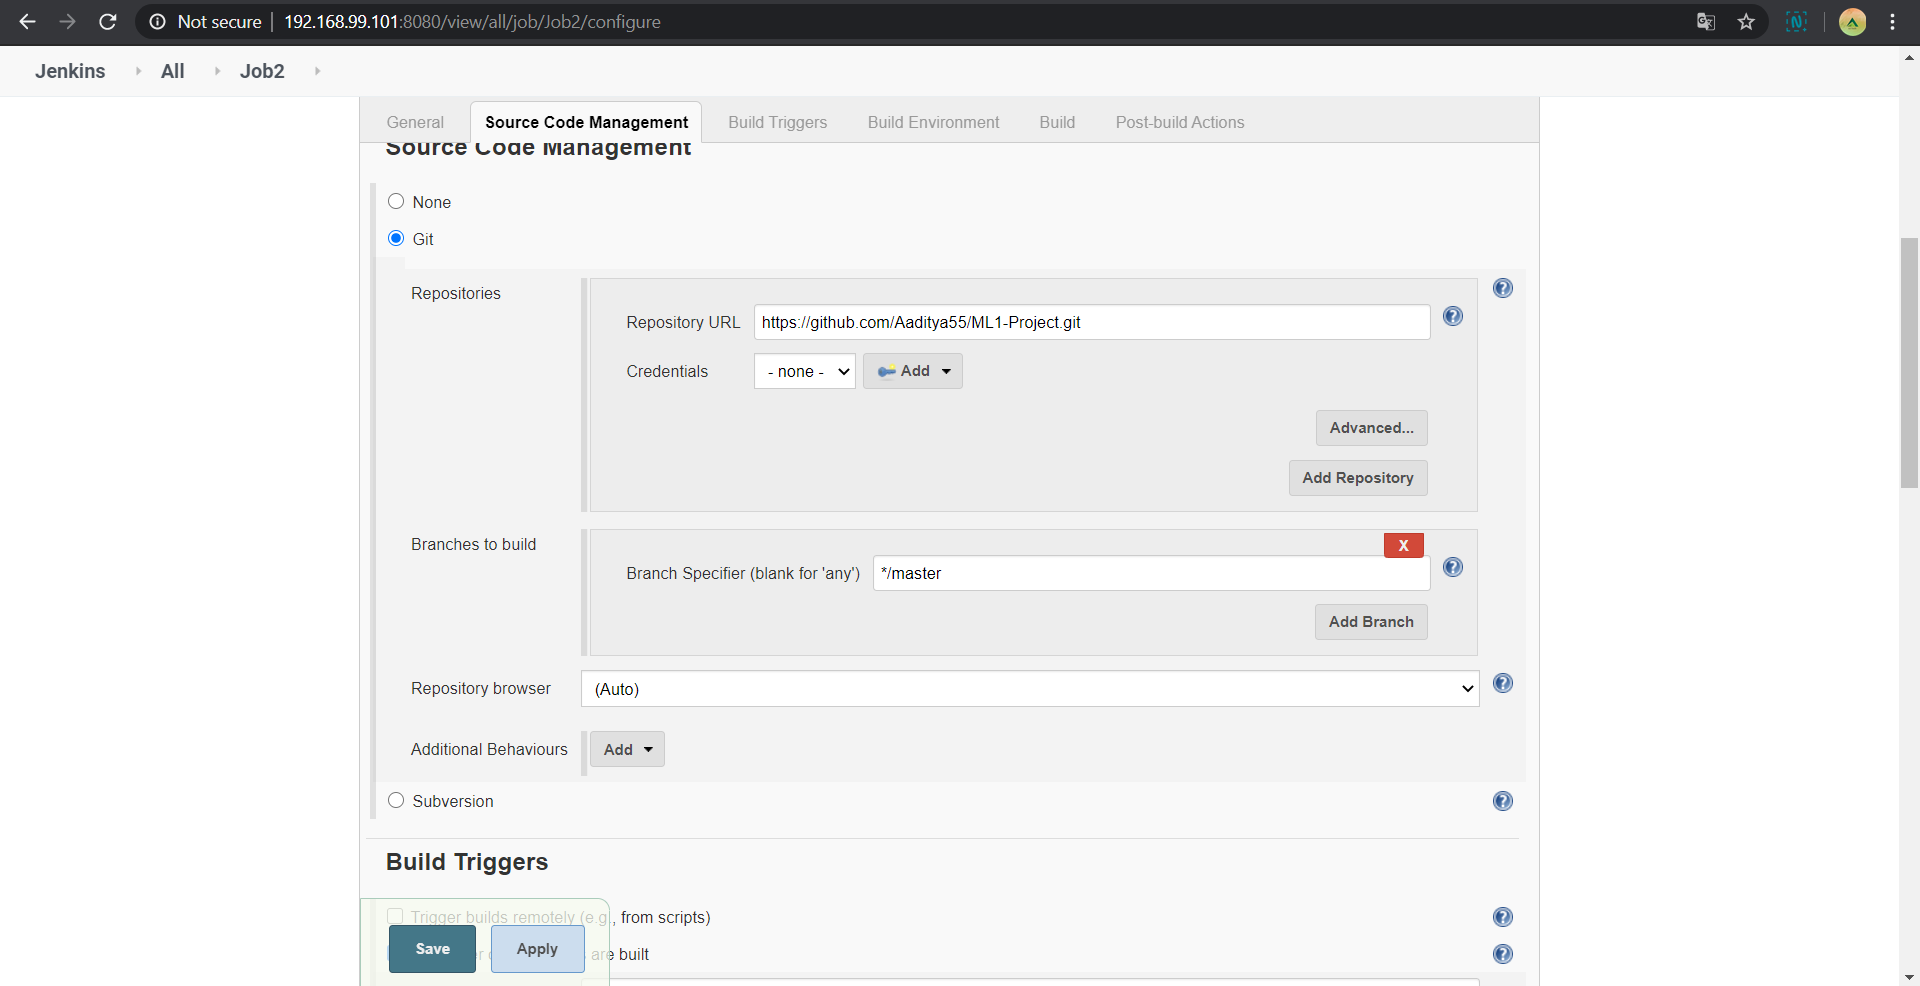 Not secure 192.168.99.101:8080/view/all/job/Job2/configure
Jenkins All Job2
General Source Code Management Build Triggers Build Environment Build Post-build Actions
Source Code Management
None
Git
Repositories
Repository URL https://github.com/Aaditya55/ML1-Project.git
Credentials - none - Add
Advanced...
Add Repository
Branches to build
X
Branch Specifier (blank for 'any') */master
Add Branch
Repository browser (Auto)
Additional Behaviours Add
Subversion
Build Triggers
Trigger builds remotely (e.g., from scripts)
are built
Save Apply